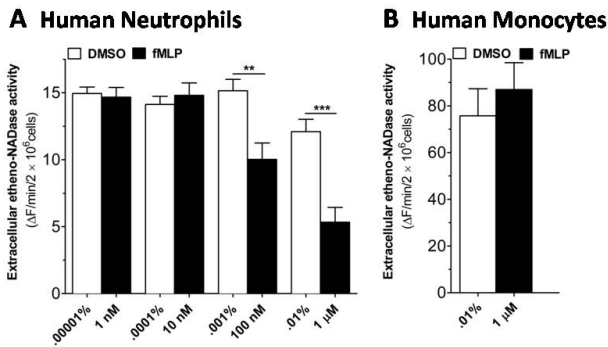 A Human Neutrophils
DMSO fMLP
Extracellular etheno-NADase activity
(ΔF/min/2 × 10⁶cells)
15
10
5
0
** ***
.00001% 1 nM .0001% 10 nM .001% 100 nM .01% 1 µM
B Human Monocytes
DMSO fMLP
Extracellular etheno-NADase activity
(ΔF/min/2 × 10⁶cells)
100
80
60
40
20
0
.01% 1 µM